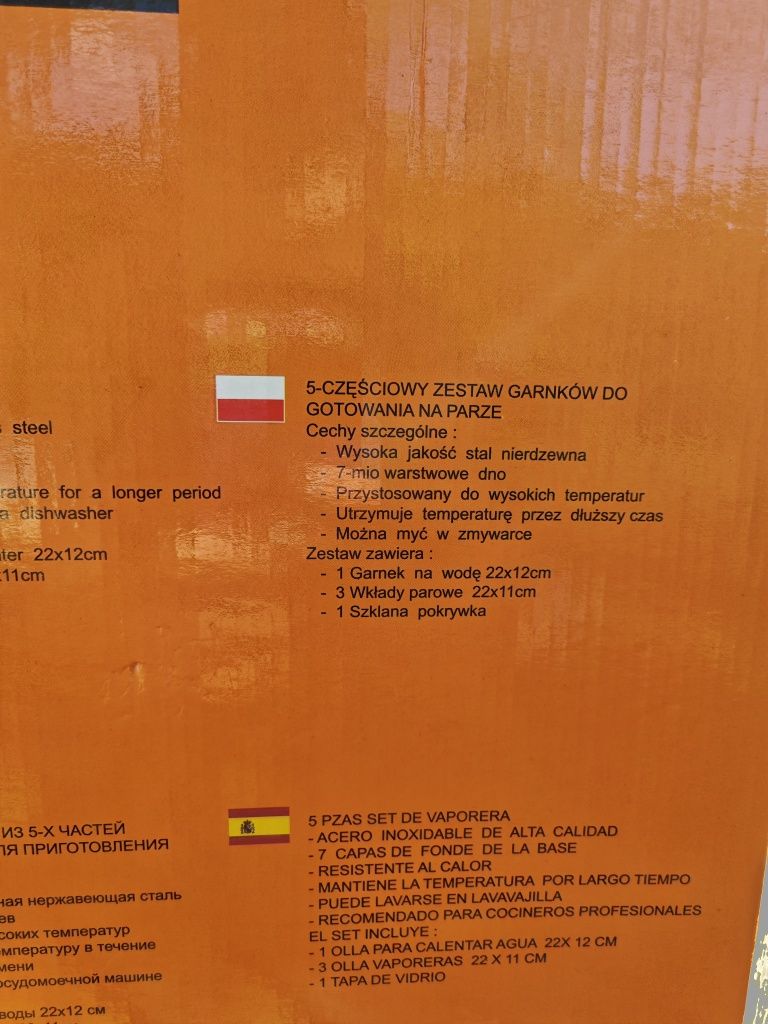 steel
rature for a longer period
a dishwasher
ter 22x12cm
11cm
5-CZĘŚCIOWY ZESTAW GARNKÓW DO
GOTOWANIA NA PARZE
Cechy szczególne :
- Wysoka jakość stal nierdzewna
- 7-mio warstwowe dno
- Przystosowany do wysokich temperatur
- Utrzymuje temperaturę przez dłuższy czas
- Można myć w zmywarce
Zestaw zawiera :
- 1 Garnek na wodę 22x12cm
- 3 Wkłady parowe 22x11cm
- 1 Szklana pokrywka
ИЗ 5-Х ЧАСТЕЙ
ЛЯ ПРИГОТОВЛЕНИЯ
ная нержавеющая сталь
ев
соких температур
мпературу в течение
мени
осудомоечной машине
воды 22x12 см
5 PZAS SET DE VAPORERA
- ACERO INOXIDABLE DE ALTA CALIDAD
- 7 CAPAS DE FONDE DE LA BASE
- RESISTENTE AL CALOR
- MANTIENE LA TEMPERATURA POR LARGO TIEMPO
- PUEDE LAVARSE EN LAVAVAJILLA
- RECOMENDADO PARA COCINEROS PROFESIONALES
EL SET INCLUYE :
- 1 OLLA PARA CALENTAR AGUA 22X 12 CM
- 3 OLLA VAPORERAS 22 X 11 CM
- 1 TAPA DE VIDRIO